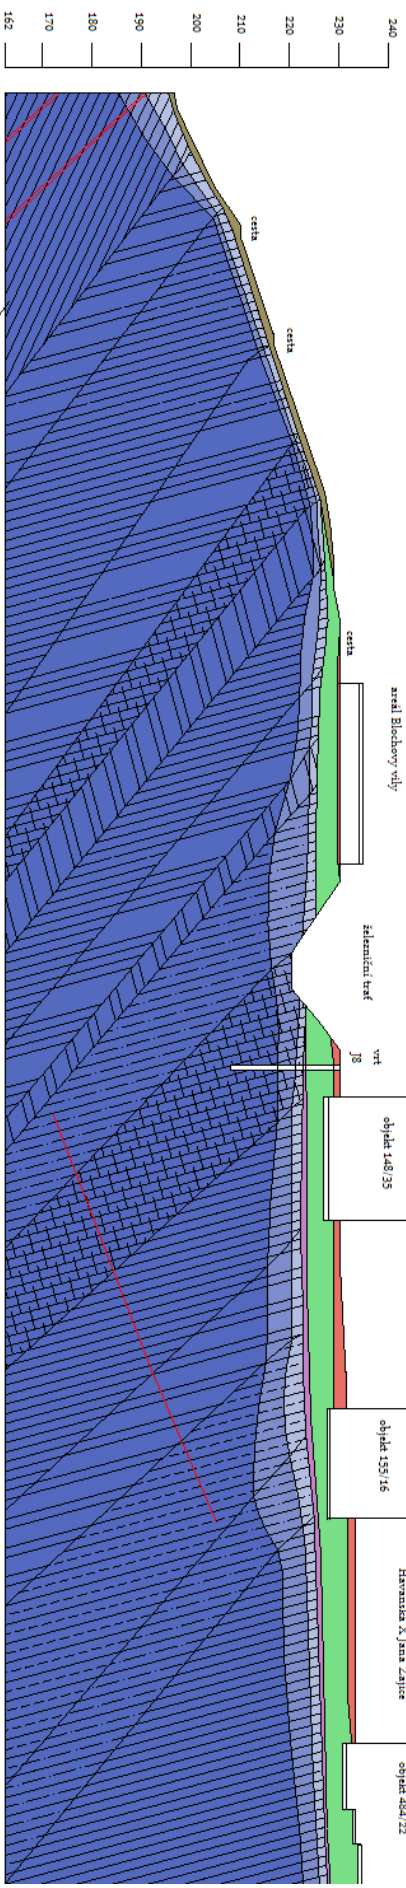 162 170 180 190 200 210 220 230 240
cesta
cesta
cesta
areál Blochovy vily
železniční trať
vrt
J8
objekt 148/35
objekt 155/16
Havanská X Jana Zajíce
objekt 484/22